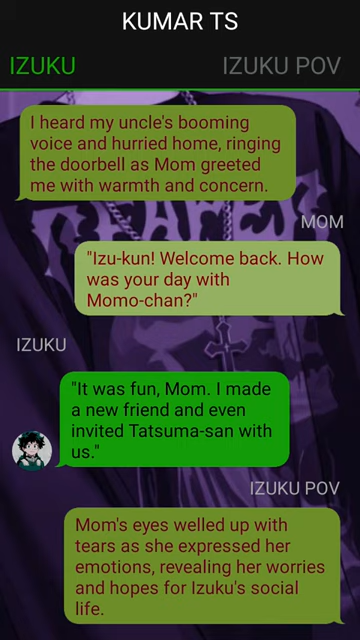 KUMAR TS
IZUKU
IZUKU POV
I heard my uncle's booming
voice and hurried home, ringing
the doorbell as Mom greeted
me with warmth and concern.
MOM
"Izu-kun! Welcome back. How
was your day with
Momo-chan?"
IZUKU
"It was fun, Mom. I made
a new friend and even
invited Tatsuma-san with
us."
IZUKU POV
Mom's eyes welled up with
tears as she expressed her
emotions, revealing her worries
and hopes for Izuku's social
life.